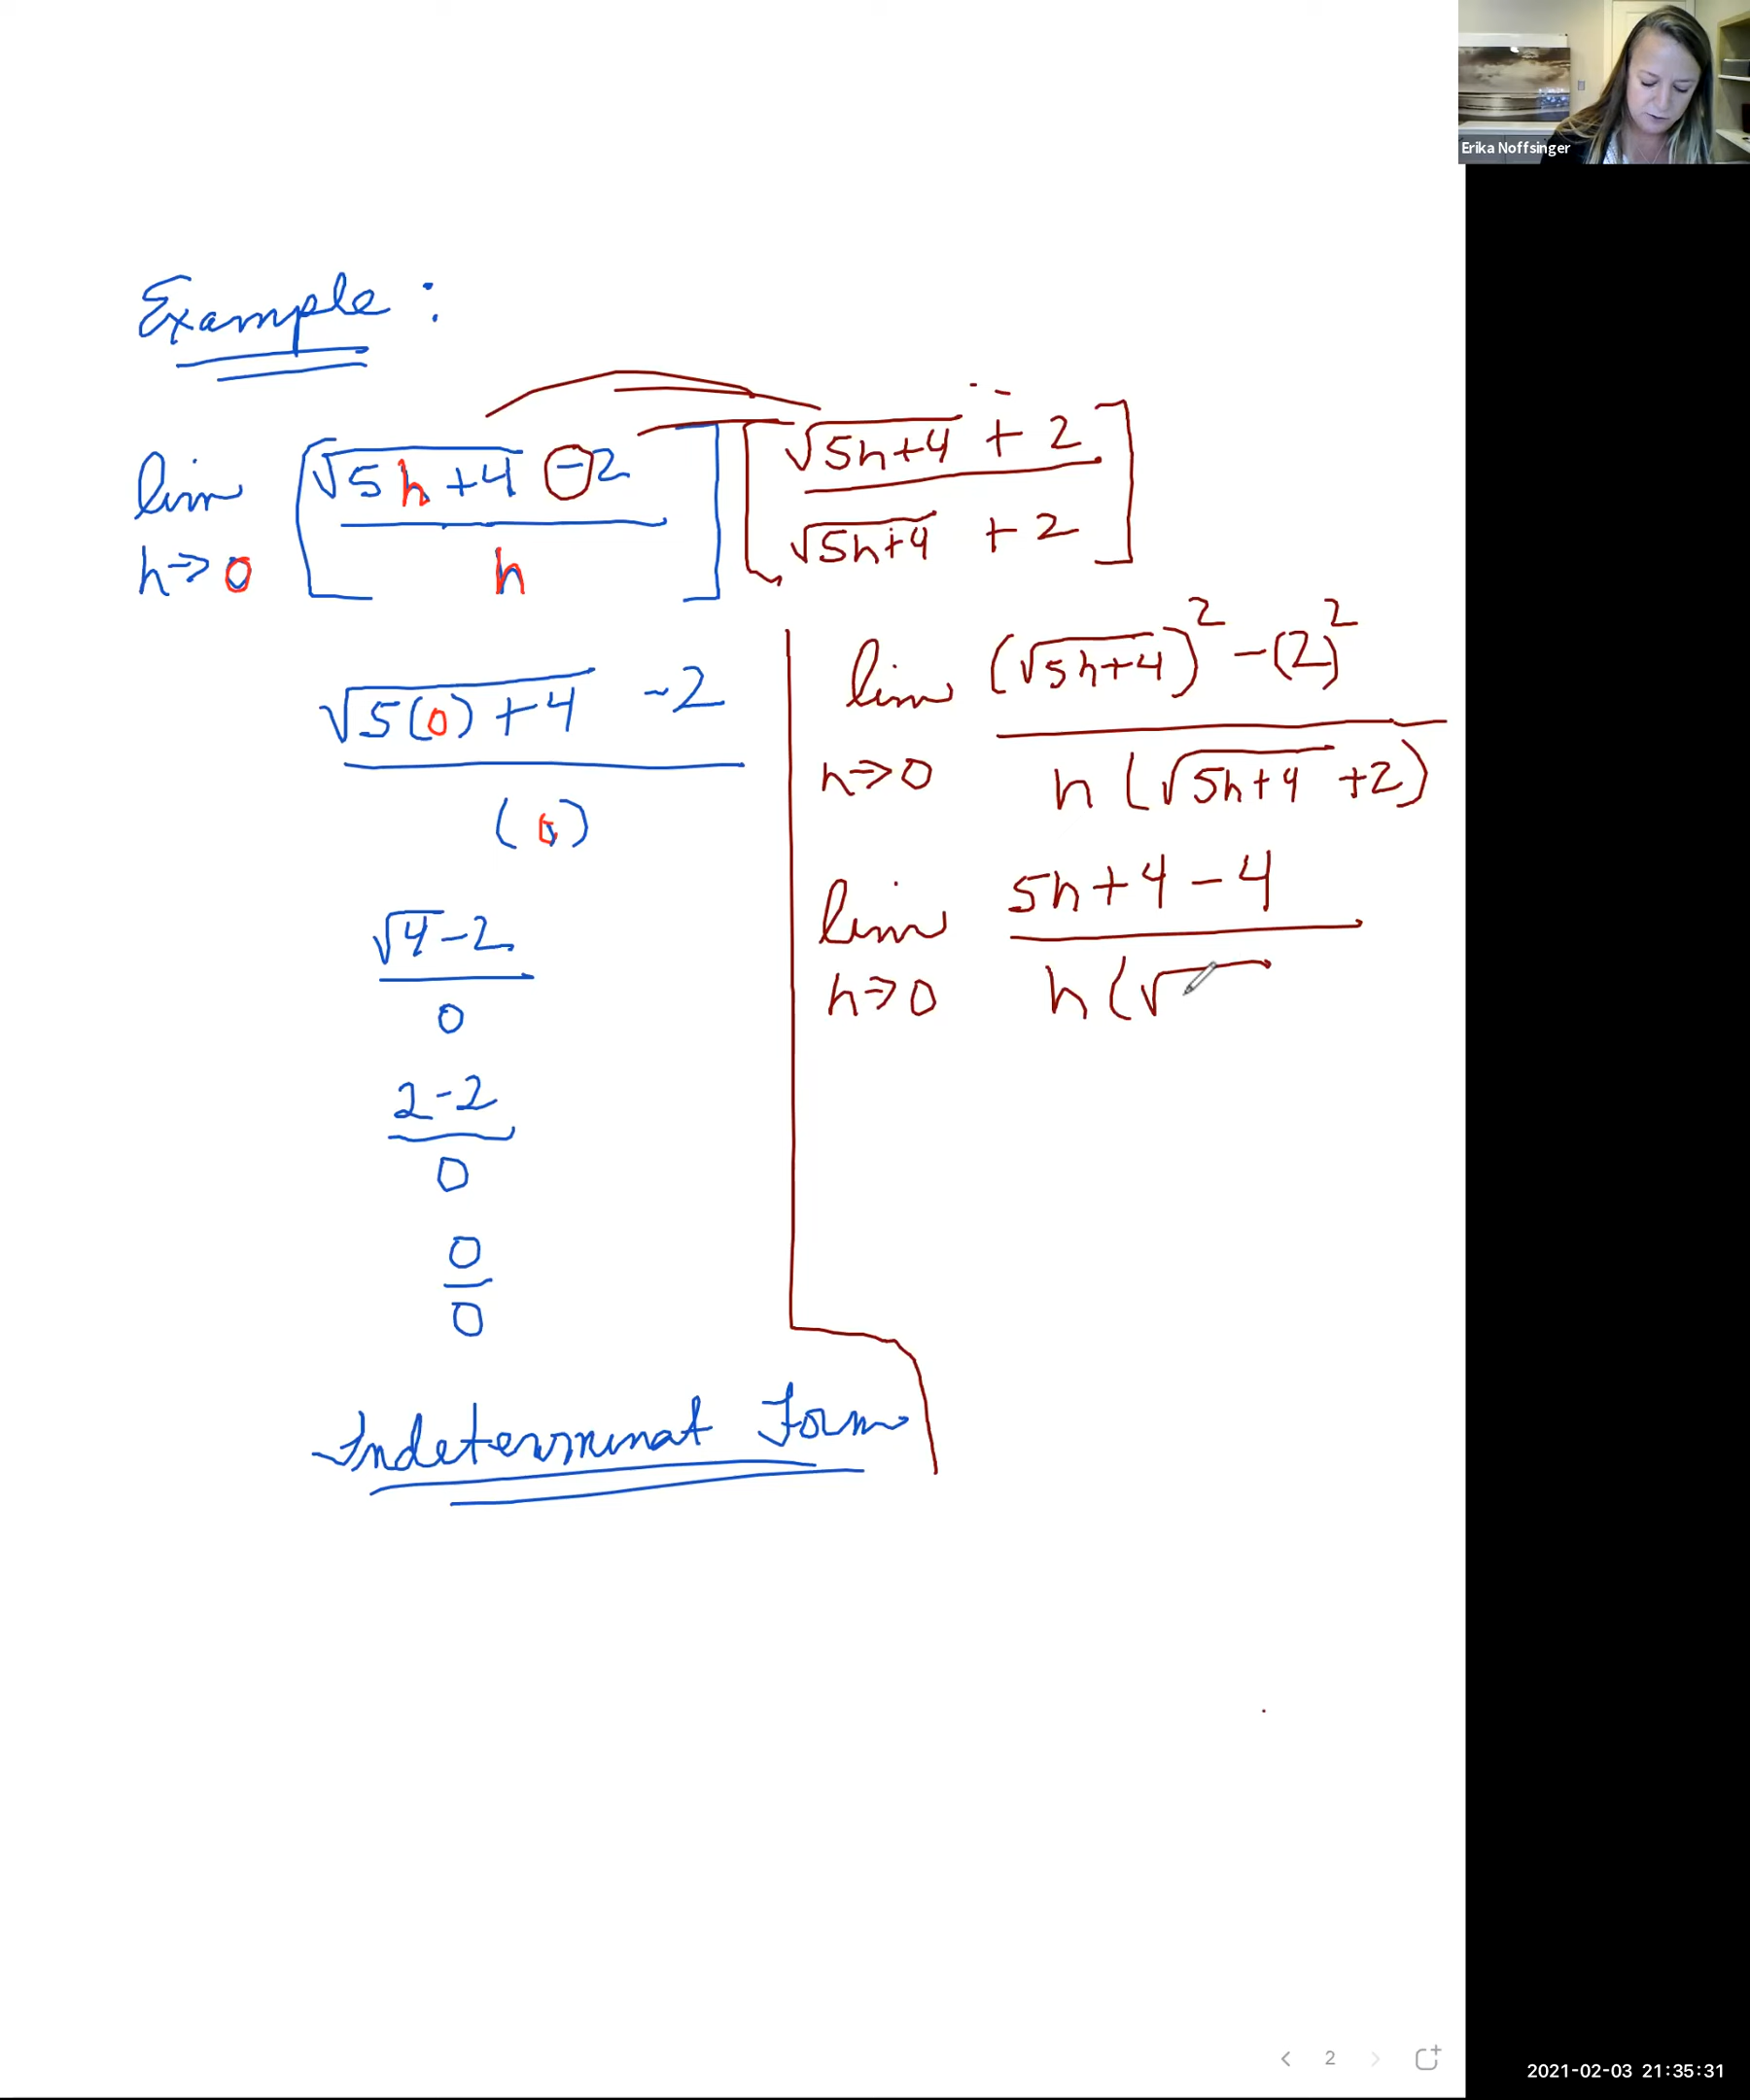 Erika Noffsinger
Example:
lim h→0 [(√(5h+4) -2)/h] [(√(5h+4) + 2)/(√(5h+4) + 2)]
(√(5(0)+4) -2)/(0)
(√4-2)/0
(2-2)/0
0/0
Indeterminat Form
lim h→0 ((√(5h+4))² - (2)²)/(h(√(5h+4) +2))
lim h→0 (5h+4-4)/(h(√
2
2021-02-03 21:35:31